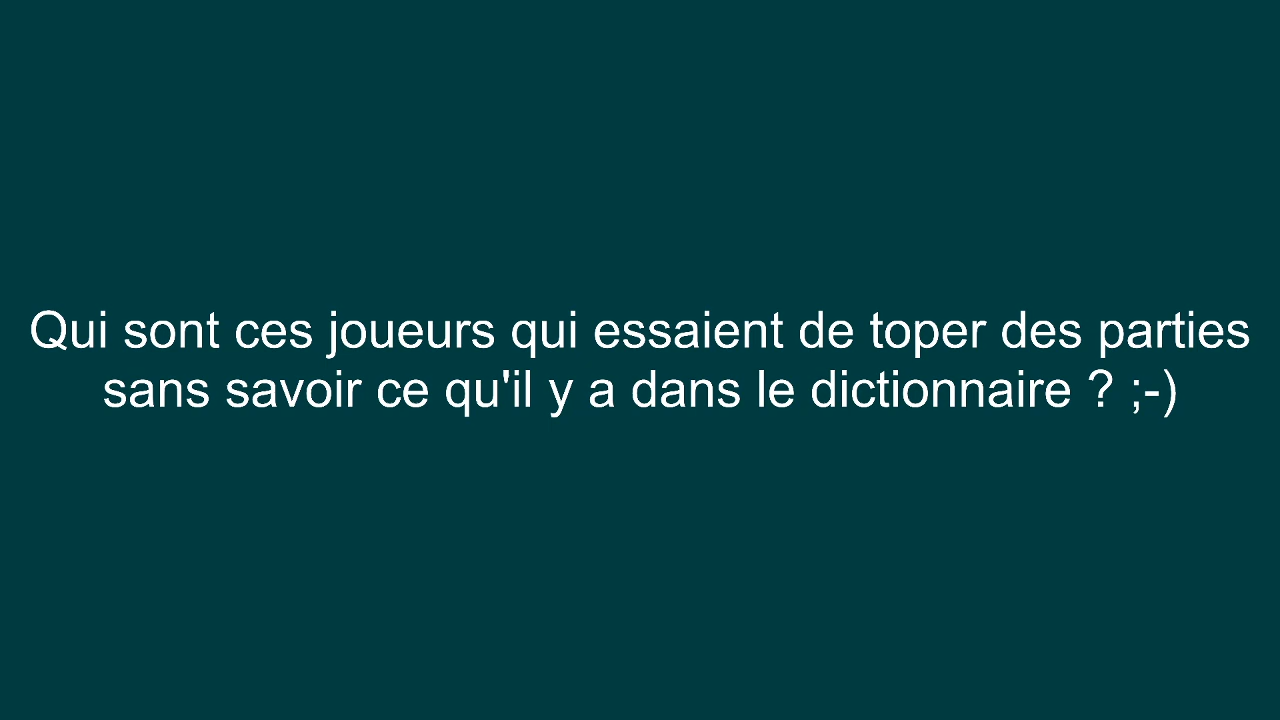 Qui sont ces joueurs qui essaient de toper des parties
sans savoir ce qu'il y a dans le dictionnaire ? ;-)